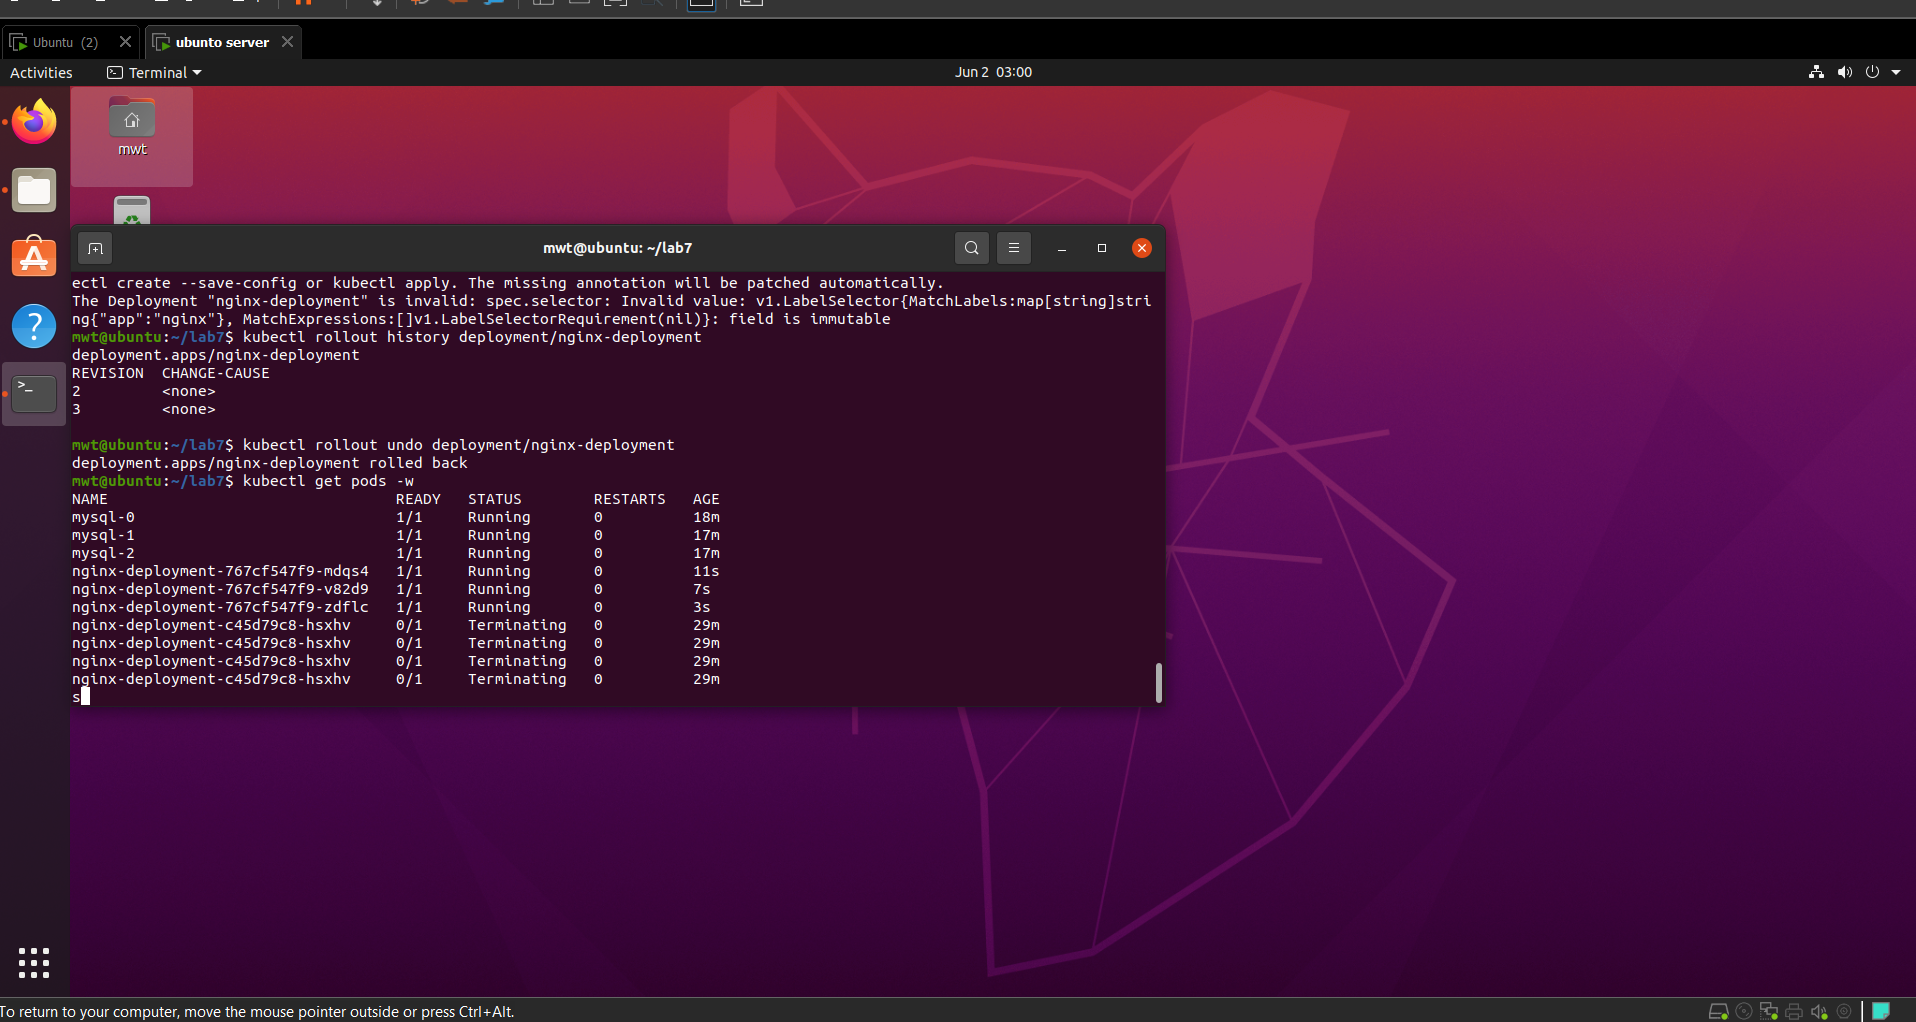 Ubuntu (2)
ubunto server
Activities
Terminal
Jun 2 03:00
mwt
mwt@ubuntu: ~/lab7
ectl create --save-config or kubectl apply. The missing annotation will be patched automatically.
The Deployment "nginx-deployment" is invalid: spec.selector: Invalid value: v1.LabelSelector{MatchLabels:map[string]stri
ng{"app":"nginx"}, MatchExpressions:[]v1.LabelSelectorRequirement(nil)}: field is immutable
mwt@ubuntu:~/lab7$ kubectl rollout history deployment/nginx-deployment
deployment.apps/nginx-deployment
REVISION  CHANGE-CAUSE
2         <none>
3         <none>
mwt@ubuntu:~/lab7$ kubectl rollout undo deployment/nginx-deployment
deployment.apps/nginx-deployment rolled back
mwt@ubuntu:~/lab7$ kubectl get pods -w
NAME                                READY   STATUS        RESTARTS   AGE
mysql-0                             1/1     Running       0          18m
mysql-1                             1/1     Running       0          17m
mysql-2                             1/1     Running       0          17m
nginx-deployment-767cf547f9-mdqs4   1/1     Running       0          11s
nginx-deployment-767cf547f9-v82d9   1/1     Running       0          7s
nginx-deployment-767cf547f9-zdflc   1/1     Running       0          3s
nginx-deployment-c45d79c8-hsxhv     0/1     Terminating   0          29m
nginx-deployment-c45d79c8-hsxhv     0/1     Terminating   0          29m
nginx-deployment-c45d79c8-hsxhv     0/1     Terminating   0          29m
nginx-deployment-c45d79c8-hsxhv     0/1     Terminating   0          29m
s
To return to your computer, move the mouse pointer outside or press Ctrl+Alt.